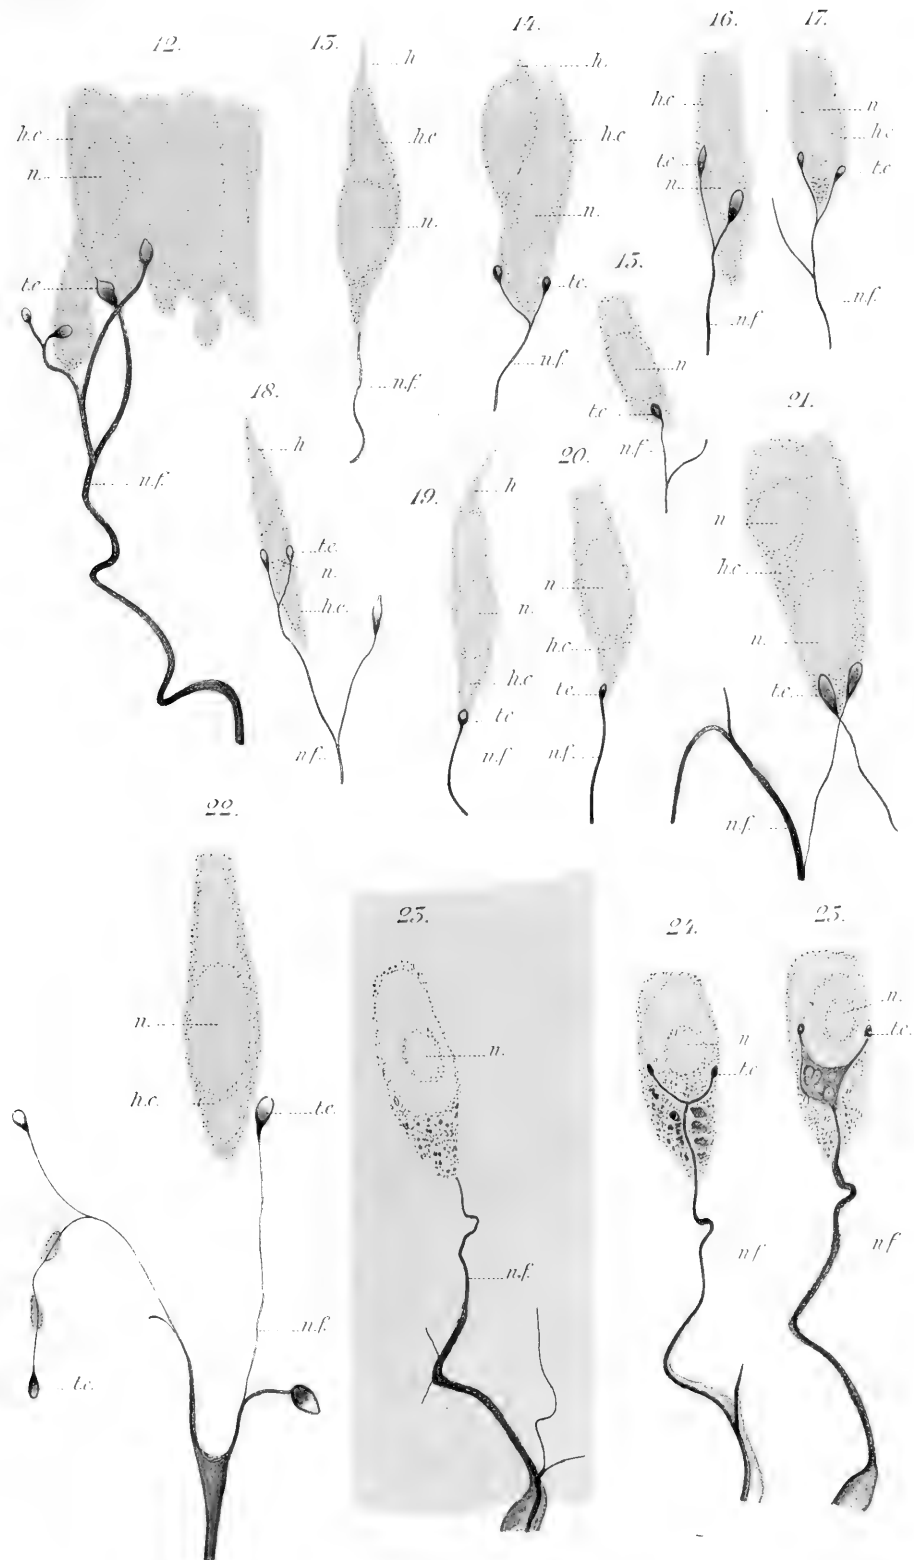 12.
h.c
n.
t.c
n.f.
13.
h
h.c
n.
n.f
14.
h.
h.c
n.
t.c.
n.f.
16.
h.c
t.c
n.
n.f
17.
n
h.c
t.c
n.f.
15.
n
t.c
n.f.
18.
h
t.c.
n.
h.c.
n.f.
19.
h
n.
h.c
t.c
n.f
20.
n
h.c
t.c.
n.f.
21.
n
h.c
n.
t.c.
n.f.
22.
n.
h.c.
t.c.
n.f.
t.c.
23.
n.
n.f.
24.
n
t.c
n.f
25.
n.
t.c.
n.f